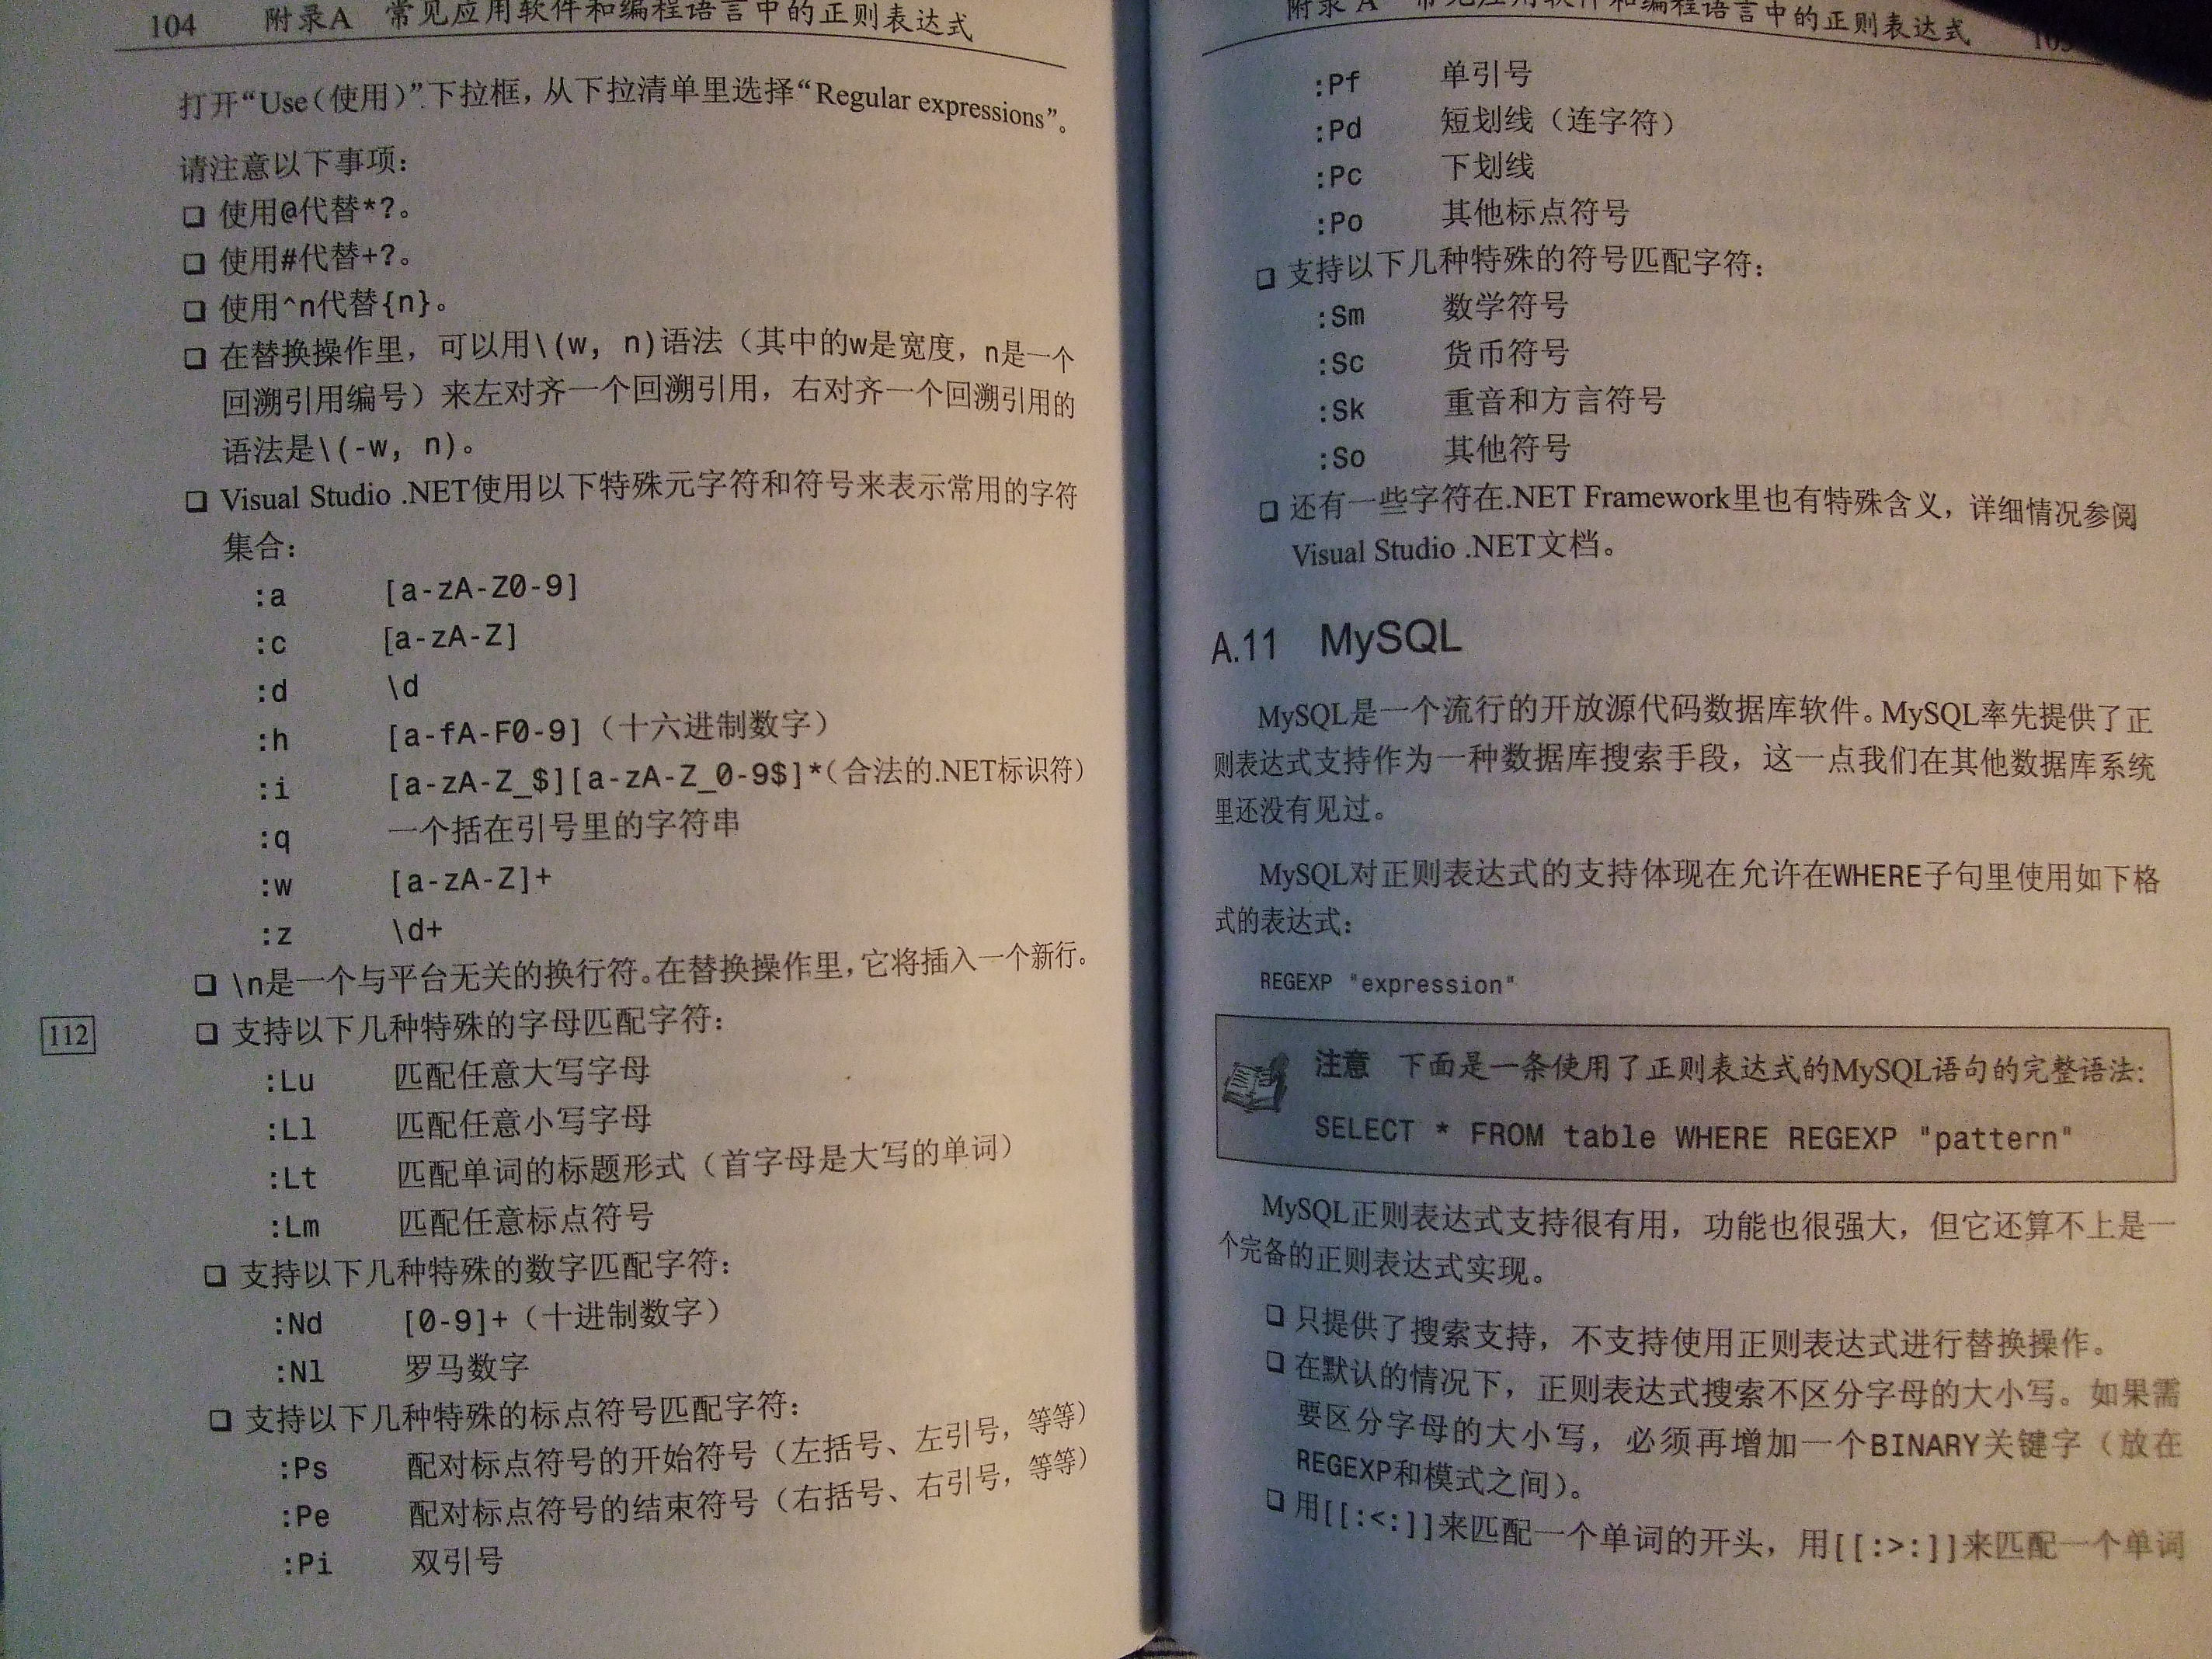 104 附录A 常见应用软件和编程语言中的正则表达式
打开“Use(使用)”下拉框，从下拉清单里选择“Regular expressions”。
请注意以下事项：
❑ 使用@代替*?。
❑ 使用#代替+?。
❑ 使用^n代替{n}。
❑ 在替换操作里，可以用\(w, n)语法（其中的w是宽度，n是一个
回溯引用编号）来左对齐一个回溯引用，右对齐一个回溯引用的
语法是\(-w, n)。
❑ Visual Studio .NET使用以下特殊元字符和符号来表示常用的字符
集合：
:a [a-zA-Z0-9]
:c [a-zA-Z]
:d \d
:h [a-fA-F0-9]（十六进制数字）
:i [a-zA-Z_$][a-zA-Z_0-9$]*（合法的.NET标识符）
:q 一个括在引号里的字符串
:w [a-zA-Z]+
:z \d+
❑ \n是一个与平台无关的换行符。在替换操作里，它将插入一个新行。
112 ❑ 支持以下几种特殊的字母匹配字符：
:Lu 匹配任意大写字母
:Ll 匹配任意小写字母
:Lt 匹配单词的标题形式（首字母是大写的单词）
:Lm 匹配任意标点符号
❑ 支持以下几种特殊的数字匹配字符：
:Nd [0-9]+（十进制数字）
:Nl 罗马数字
❑ 支持以下几种特殊的标点符号匹配字符：
:Ps 配对标点符号的开始符号（左括号、左引号，等等）
:Pe 配对标点符号的结束符号（右括号、右引号，等等）
:Pi 双引号
附录A 常见应用软件和编程语言中的正则表达式
:Pf 单引号
:Pd 短划线（连字符）
:Pc 下划线
:Po 其他标点符号
❑ 支持以下几种特殊的符号匹配字符：
:Sm 数学符号
:Sc 货币符号
:Sk 重音和方言符号
:So 其他符号
❑ 还有一些字符在.NET Framework里也有特殊含义，详细情况参阅
Visual Studio .NET文档。
A.11 MySQL
MySQL是一个流行的开放源代码数据库软件。MySQL率先提供了正
则表达式支持作为一种数据库搜索手段，这一点我们在其他数据库系统
里还没有见过。
MySQL对正则表达式的支持体现在允许在WHERE子句里使用如下格
式的表达式：
REGEXP "expression"
注意 下面是一条使用了正则表达式的MySQL语句的完整语法：
SELECT * FROM table WHERE REGEXP "pattern"
MySQL正则表达式支持很有用，功能也很强大，但它还算不上是一
个完备的正则表达式实现。
❑ 只提供了搜索支持，不支持使用正则表达式进行替换操作。
❑ 在默认的情况下，正则表达式搜索不区分字母的大小写。如果需
要区分字母的大小写，必须再增加一个BINARY关键字（放在
REGEXP和模式之间）。
❑ 用[[:<:]]来匹配一个单词的开头，用[[:>:]]来匹配一个单词